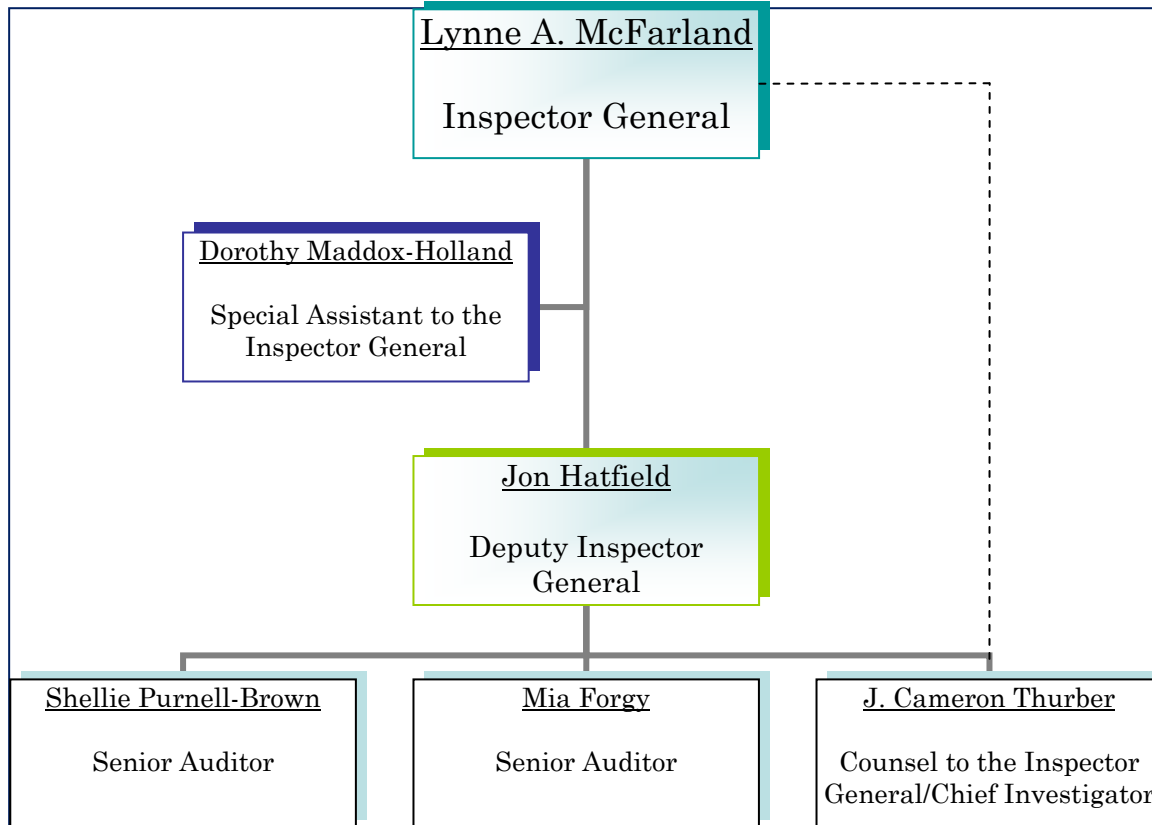 Lynne A. McFarland
Inspector General
Dorothy Maddox-Holland
Special Assistant to the
Inspector General
Jon Hatfield
Deputy Inspector
General
Shellie Purnell-Brown
Senior Auditor
Mia Forgy
Senior Auditor
J. Cameron Thurber
Counsel to the Inspector
General/Chief Investigator